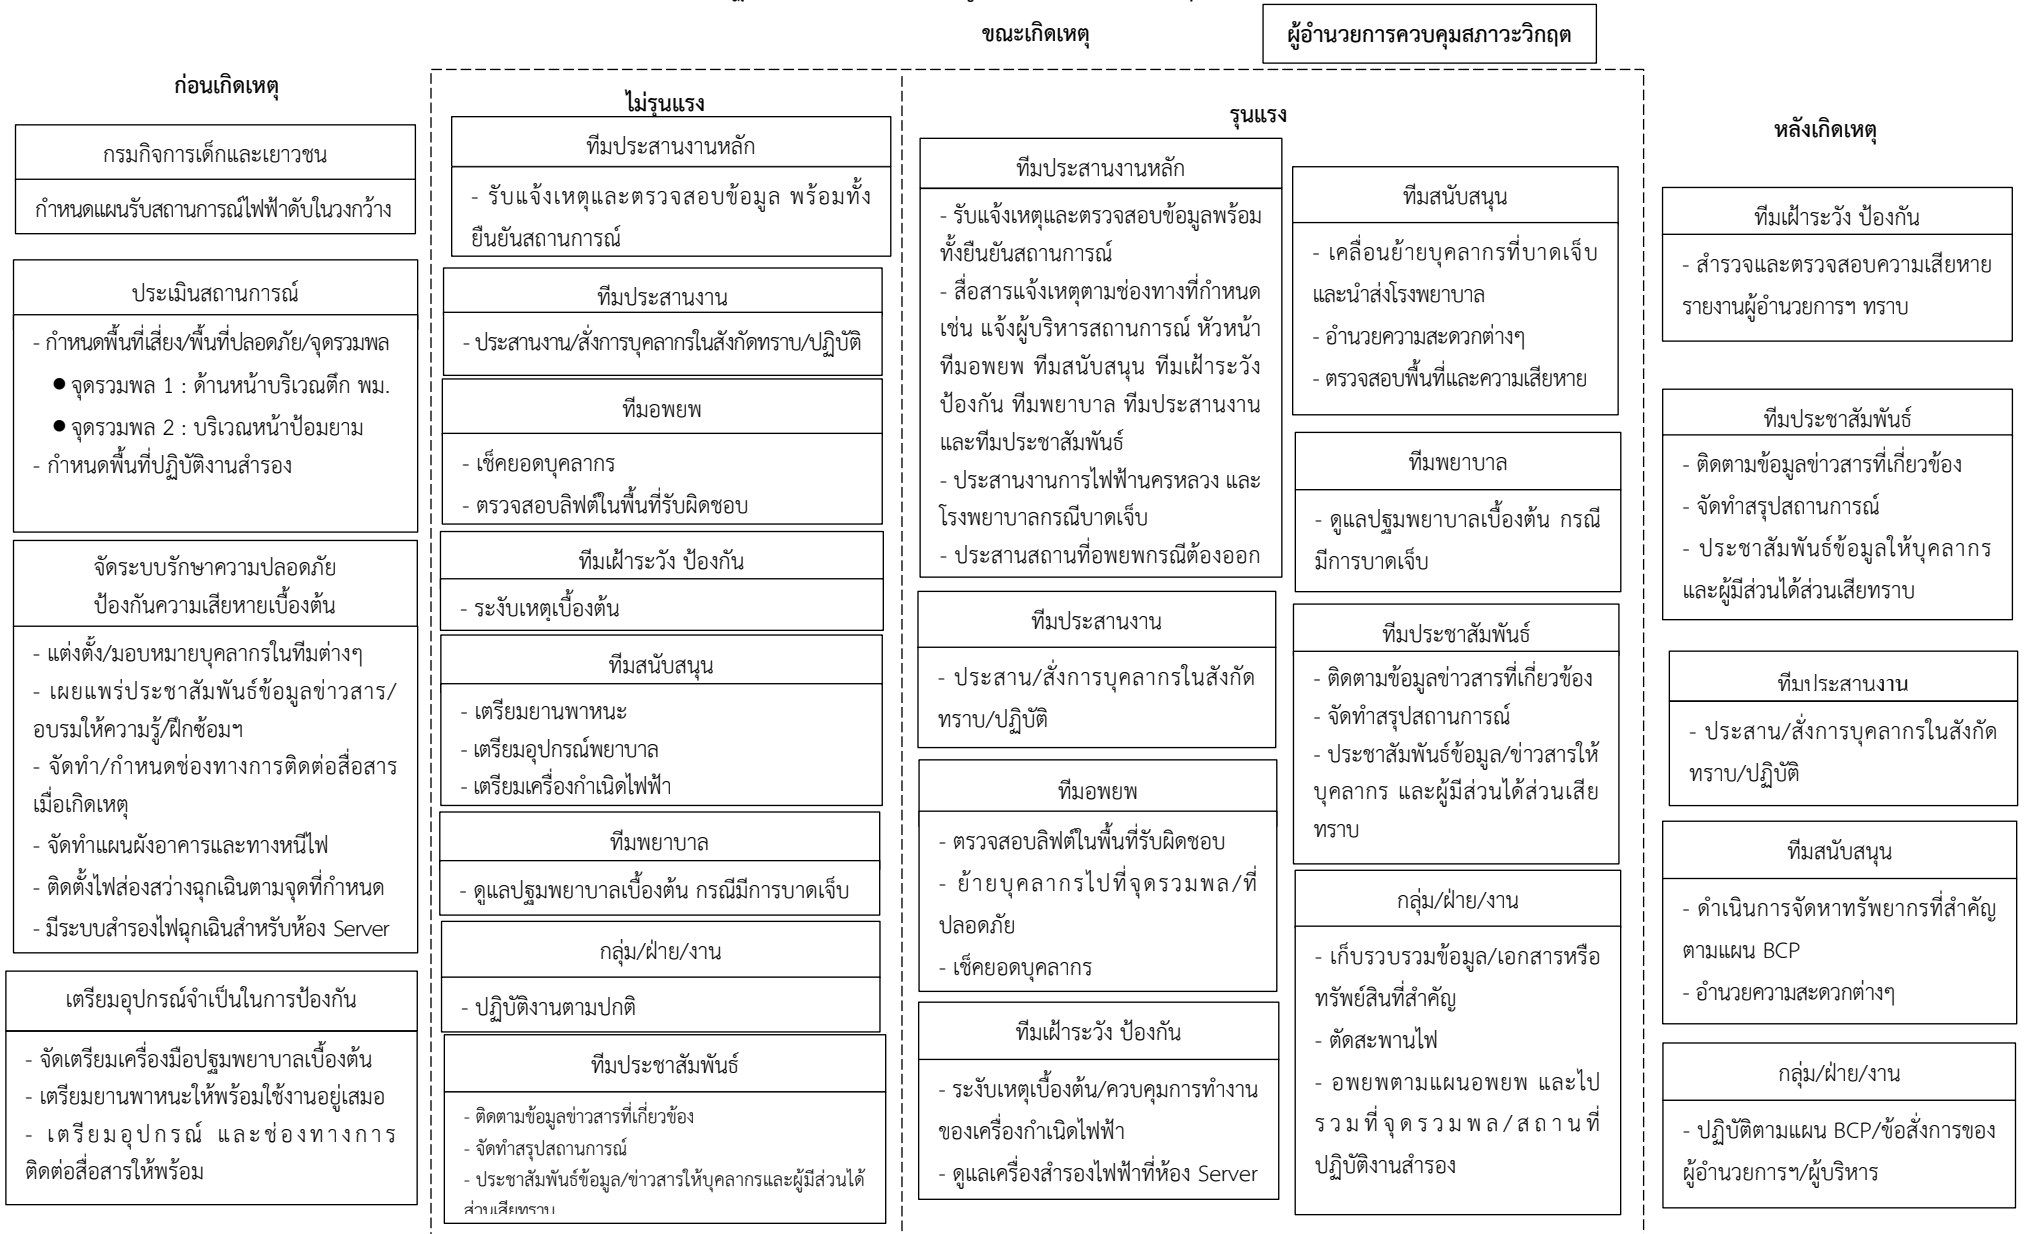 ขณะเกิดเหตุ
ผู้อำนวยการควบคุมสภาวะวิกฤต
ก่อนเกิดเหตุ
กรมกิจการเด็กและเยาวชน
กำหนดแผนรับสถานการณ์ไฟฟ้าดับในวงกว้าง
ประเมินสถานการณ์
- กำหนดพื้นที่เสี่ยง/พื้นที่ปลอดภัย/จุดรวมพล
● จุดรวมพล 1 : ด้านหน้าบริเวณตึก พม.
● จุดรวมพล 2 : บริเวณหน้าป้อมยาม
- กำหนดพื้นที่ปฏิบัติงานสำรอง
จัดระบบรักษาความปลอดภัย
ป้องกันความเสียหายเบื้องต้น
- แต่งตั้ง/มอบหมายบุคลากรในทีมต่างๆ
- เผยแพร่ประชาสัมพันธ์ข้อมูลข่าวสาร/
อบรมให้ความรู้/ฝึกซ้อมฯ
- จัดทำ/กำหนดช่องทางการติดต่อสื่อสาร
เมื่อเกิดเหตุ
- จัดทำแผนผังอาคารและทางหนีไฟ
- ติดตั้งไฟส่องสว่างฉุกเฉินตามจุดที่กำหนด
- มีระบบสำรองไฟฉุกเฉินสำหรับห้อง Server
เตรียมอุปกรณ์จำเป็นในการป้องกัน
- จัดเตรียมเครื่องมือปฐมพยาบาลเบื้องต้น
- เตรียมยานพาหนะให้พร้อมใช้งานอยู่เสมอ
- เตรียมอุปกรณ์ และช่องทางการ
ติดต่อสื่อสารให้พร้อม
ไม่รุนแรง
ทีมประสานงานหลัก
- รับแจ้งเหตุและตรวจสอบข้อมูล พร้อมทั้ง
ยืนยันสถานการณ์
ทีมประสานงาน
- ประสานงาน/สั่งการบุคลากรในสังกัดทราบ/ปฏิบัติ
ทีมอพยพ
- เช็คยอดบุคลากร
- ตรวจสอบลิฟต์ในพื้นที่รับผิดชอบ
ทีมเฝ้าระวัง ป้องกัน
- ระงับเหตุเบื้องต้น
ทีมสนับสนุน
- เตรียมยานพาหนะ
- เตรียมอุปกรณ์พยาบาล
- เตรียมเครื่องกำเนิดไฟฟ้า
ทีมพยาบาล
- ดูแลปฐมพยาบาลเบื้องต้น กรณีมีการบาดเจ็บ
กลุ่ม/ฝ่าย/งาน
- ปฏิบัติงานตามปกติ
ทีมประชาสัมพันธ์
- ติดตามข้อมูลข่าวสารที่เกี่ยวข้อง
- จัดทำสรุปสถานการณ์
- ประชาสัมพันธ์ข้อมูล/ข่าวสารให้บุคลากรและผู้มีส่วนได้
ส่วนเสียทราบ
รุนแรง
ทีมประสานงานหลัก
- รับแจ้งเหตุและตรวจสอบข้อมูลพร้อม
ทั้งยืนยันสถานการณ์
- สื่อสารแจ้งเหตุตามช่องทางที่กำหนด
เช่น แจ้งผู้บริหารสถานการณ์ หัวหน้า
ทีมอพยพ ทีมสนับสนุน ทีมเฝ้าระวัง
ป้องกัน ทีมพยาบาล ทีมประสานงาน
และทีมประชาสัมพันธ์
- ประสานงานการไฟฟ้านครหลวง และ
โรงพยาบาลกรณีบาดเจ็บ
- ประสานสถานที่อพยพกรณีต้องออก
ทีมประสานงาน
- ประสาน/สั่งการบุคลากรในสังกัด
ทราบ/ปฏิบัติ
ทีมอพยพ
- ตรวจสอบลิฟต์ในพื้นที่รับผิดชอบ
- ย้ายบุคลากรไปที่จุดรวมพล/ที่
ปลอดภัย
- เช็คยอดบุคลากร
ทีมเฝ้าระวัง ป้องกัน
- ระงับเหตุเบื้องต้น/ควบคุมการทำงาน
ของเครื่องกำเนิดไฟฟ้า
- ดูแลเครื่องสำรองไฟฟ้าที่ห้อง Server
ทีมสนับสนุน
- เคลื่อนย้ายบุคลากรที่บาดเจ็บ
และนำส่งโรงพยาบาล
- อำนวยความสะดวกต่างๆ
- ตรวจสอบพื้นที่และความเสียหาย
ทีมพยาบาล
- ดูแลปฐมพยาบาลเบื้องต้น กรณี
มีการบาดเจ็บ
ทีมประชาสัมพันธ์
- ติดตามข้อมูลข่าวสารที่เกี่ยวข้อง
- จัดทำสรุปสถานการณ์
- ประชาสัมพันธ์ข้อมูล/ข่าวสารให้
บุคลากร และผู้มีส่วนได้ส่วนเสีย
ทราบ
กลุ่ม/ฝ่าย/งาน
- เก็บรวบรวมข้อมูล/เอกสารหรือ
ทรัพย์สินที่สำคัญ
- ตัดสะพานไฟ
- อพยพตามแผนอพยพ และไป
รวมที่จุดรวมพล/สถานที่
ปฏิบัติงานสำรอง
หลังเกิดเหตุ
ทีมเฝ้าระวัง ป้องกัน
- สำรวจและตรวจสอบความเสียหาย
รายงานผู้อำนวยการฯ ทราบ
ทีมประชาสัมพันธ์
- ติดตามข้อมูลข่าวสารที่เกี่ยวข้อง
- จัดทำสรุปสถานการณ์
- ประชาสัมพันธ์ข้อมูลให้บุคลากร
และผู้มีส่วนได้ส่วนเสียทราบ
ทีมประสานงาน
- ประสาน/สั่งการบุคลากรในสังกัด
ทราบ/ปฏิบัติ
ทีมสนับสนุน
- ดำเนินการจัดหาทรัพยากรที่สำคัญ
ตามแผน BCP
- อำนวยความสะดวกต่างๆ
กลุ่ม/ฝ่าย/งาน
- ปฏิบัติตามแผน BCP/ข้อสั่งการของ
ผู้อำนวยการฯ/ผู้บริหาร